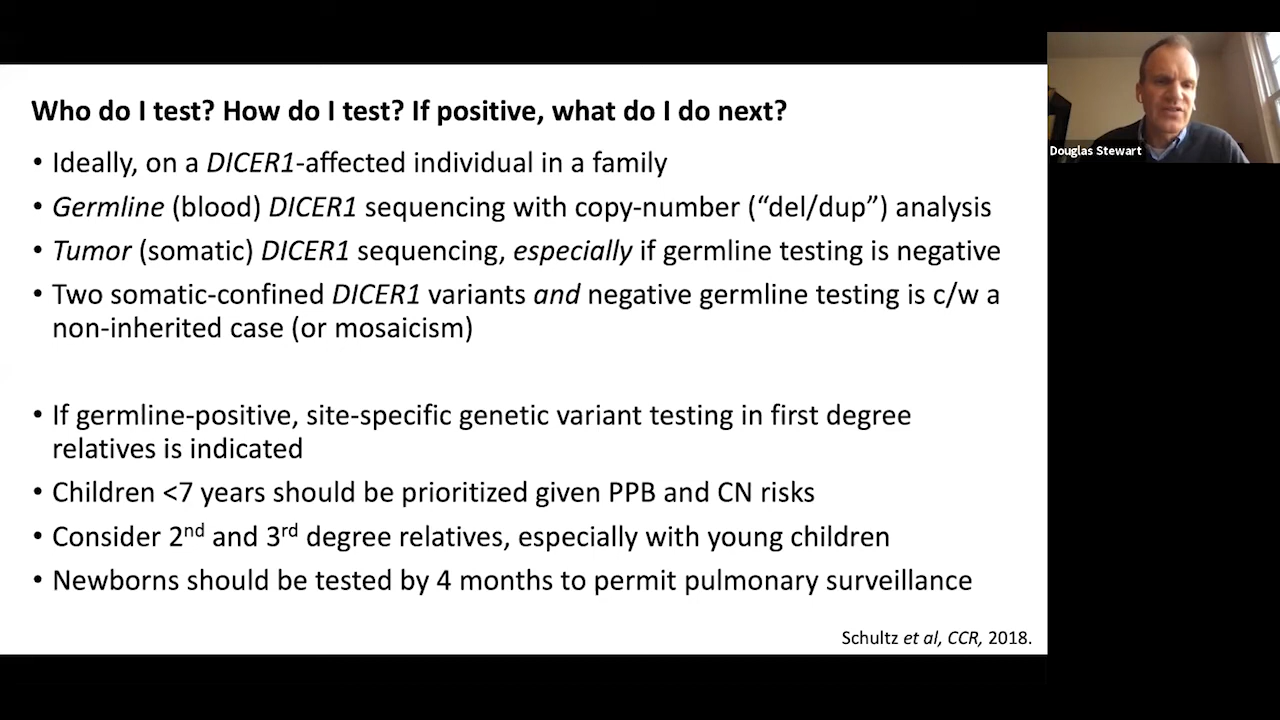 Who do I test? How do I test? If positive, what do I do next?
• Ideally, on a DICER1-affected individual in a family
• Germline (blood) DICER1 sequencing with copy-number (“del/dup”) analysis
• Tumor (somatic) DICER1 sequencing, especially if germline testing is negative
• Two somatic-confined DICER1 variants and negative germline testing is c/w a
non-inherited case (or mosaicism)
• If germline-positive, site-specific genetic variant testing in first degree
relatives is indicated
• Children <7 years should be prioritized given PPB and CN risks
• Consider 2nd and 3rd degree relatives, especially with young children
• Newborns should be tested by 4 months to permit pulmonary surveillance
Schultz et al, CCR, 2018.
Douglas Stewart